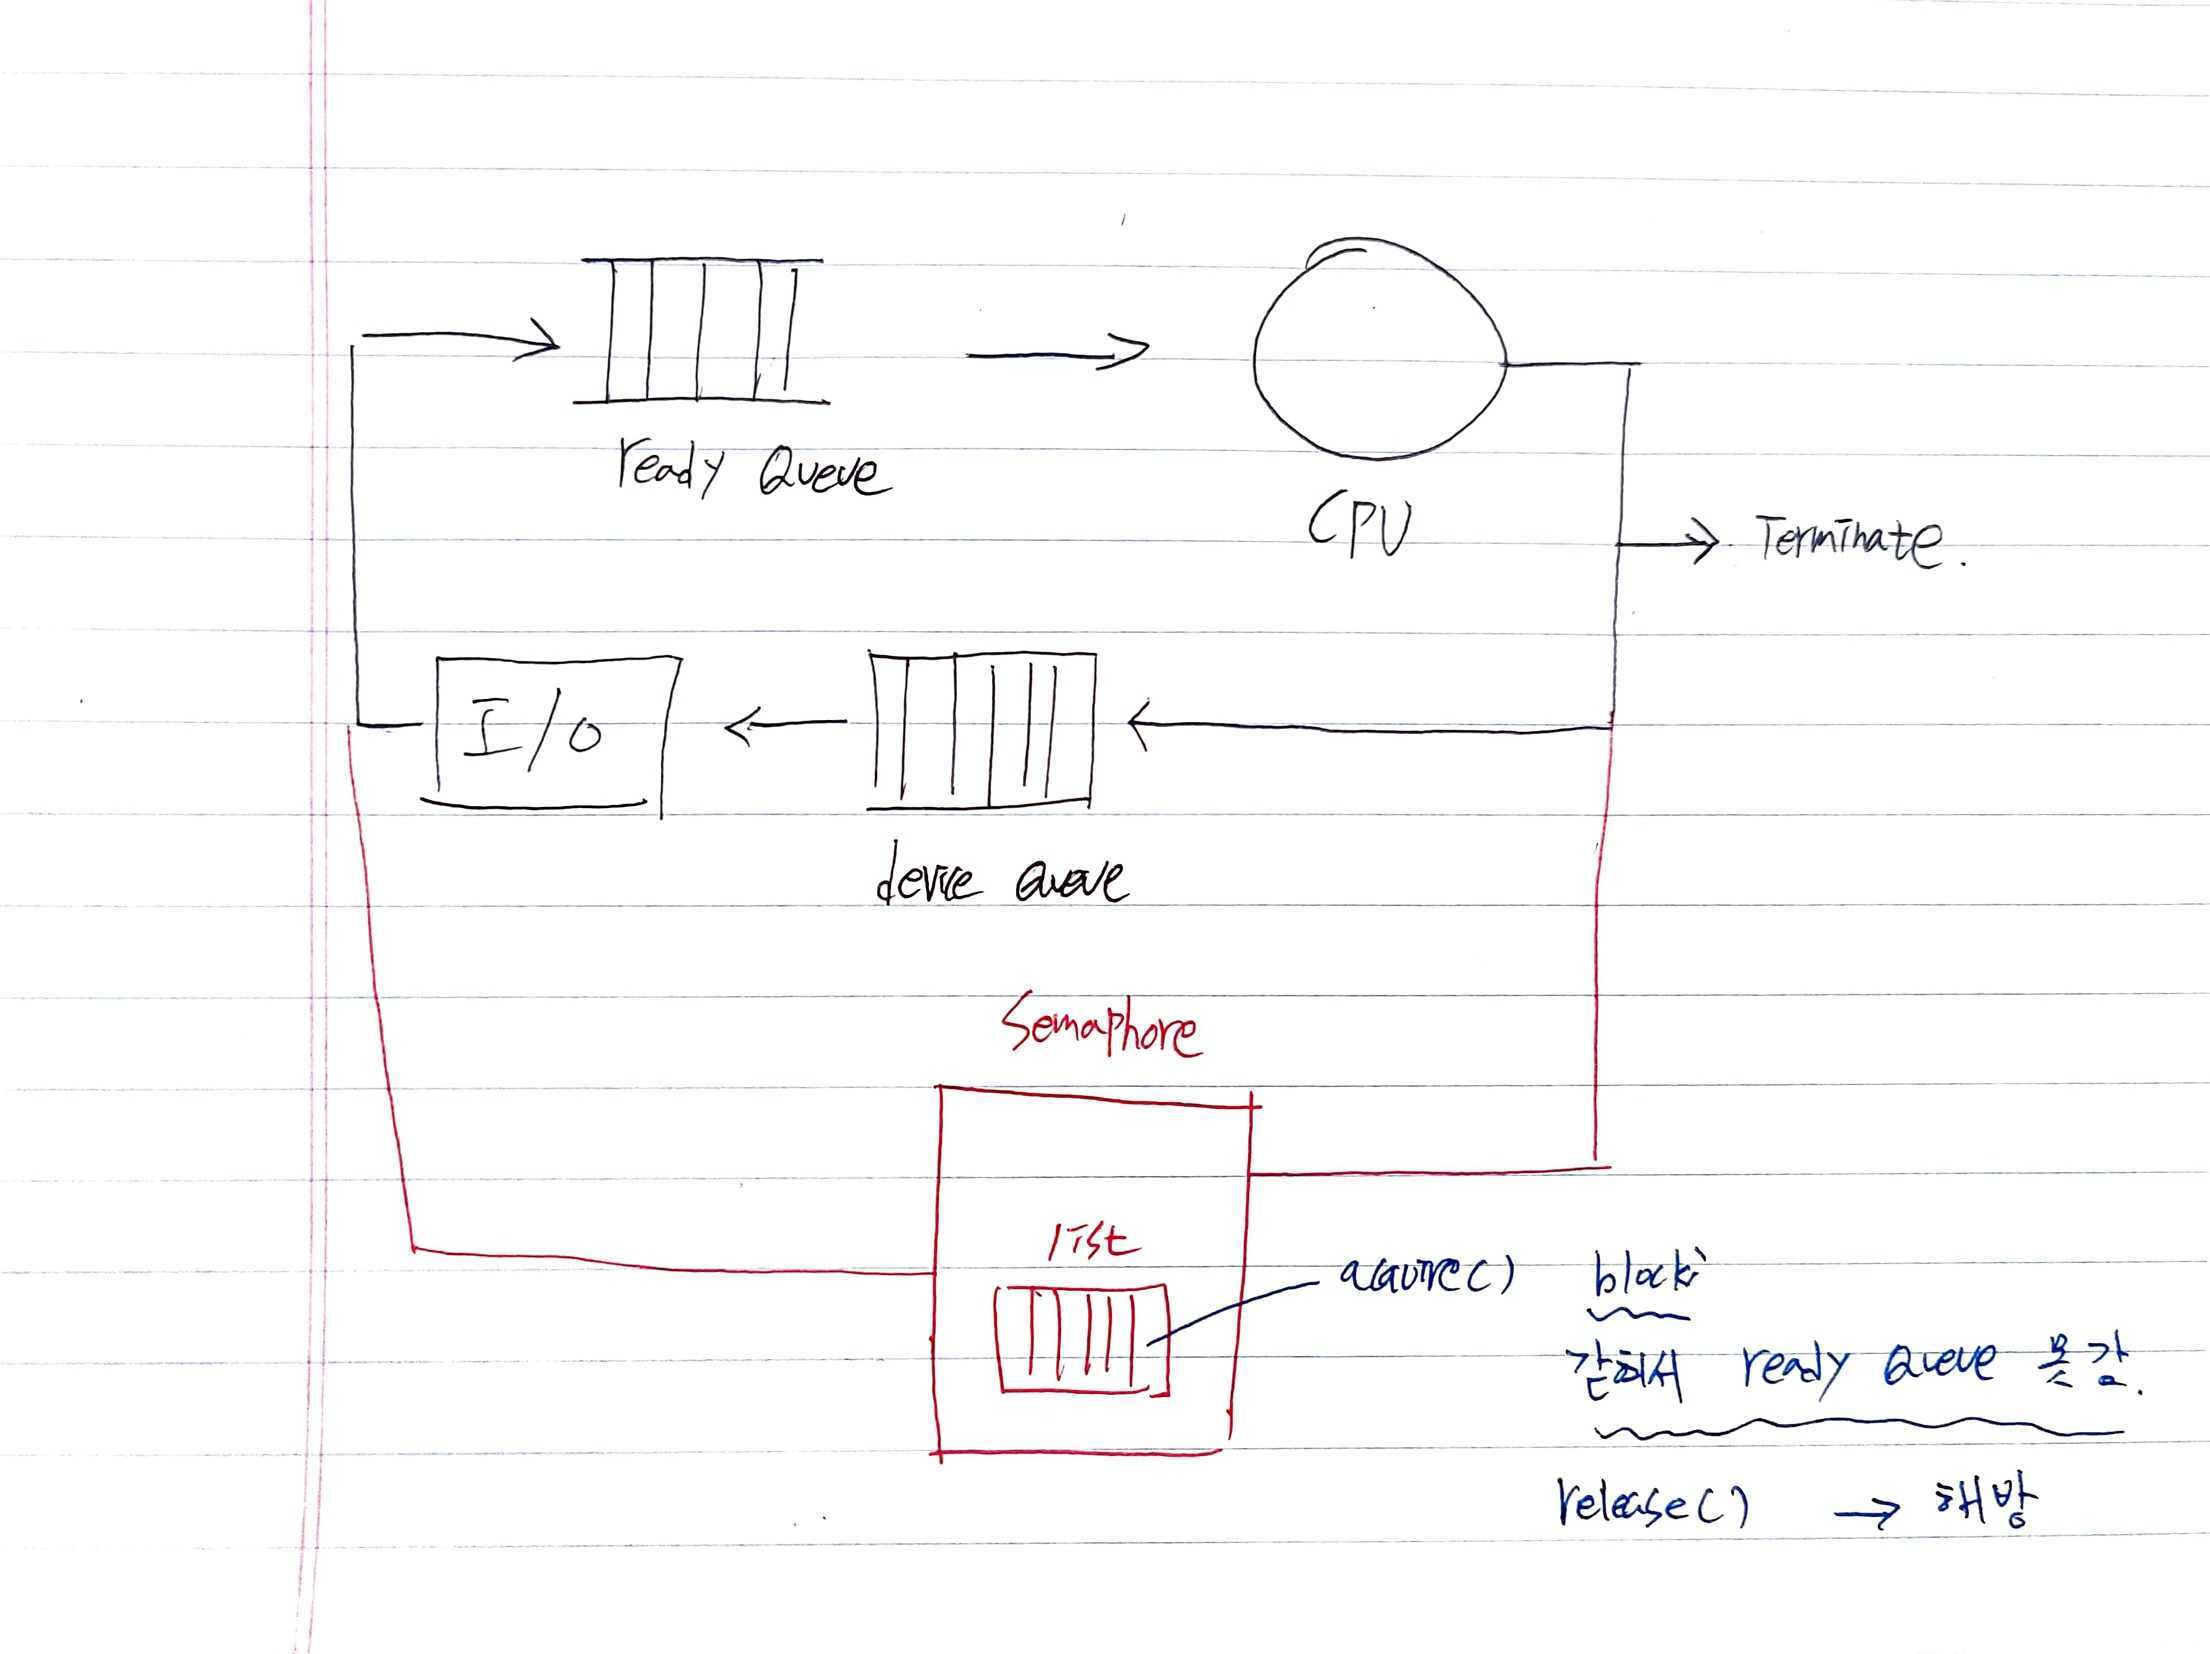 ready Queue
CPU
Terminate.
I/O
device Queue
Semaphore
list
acquire() block
갇혀서 ready Queue 못감.
release() → 해방